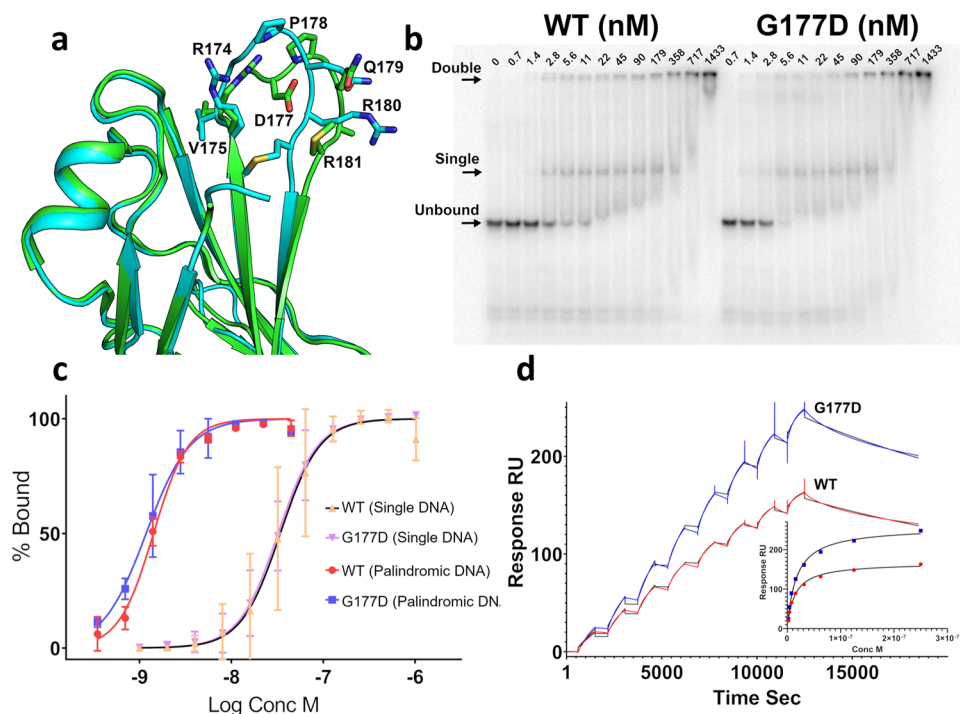 a
P178
R174
Q179
D177
R180
V175
R181
b
WT (nM)
G177D (nM)
0 0.7 1.4 2.8 5.6 11 22 45 90 179 358 717 1433
0.7 1.4 2.8 5.6 11 22 45 90 179 358 717 1433
Double
Single
Unbound
c
% Bound
100
50
0
WT (Single DNA)
G177D (Single DNA)
WT (Palindromic DNA)
G177D (Palindromic DN.
-9 -8 -7 -6
Log Conc M
d
Response RU
200
100
0
G177D
WT
1 5000 10000 15000
Time Sec
Response RU
300
200
100
0
0 1×10⁻⁷ 2×10⁻⁷ 3×10⁻⁷
Conc M